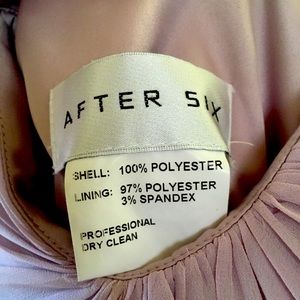 AFTER SIX
SHELL: 100% POLYESTER
LINING: 97% POLYESTER
3% SPANDEX
PROFESSIONAL
DRY CLEAN